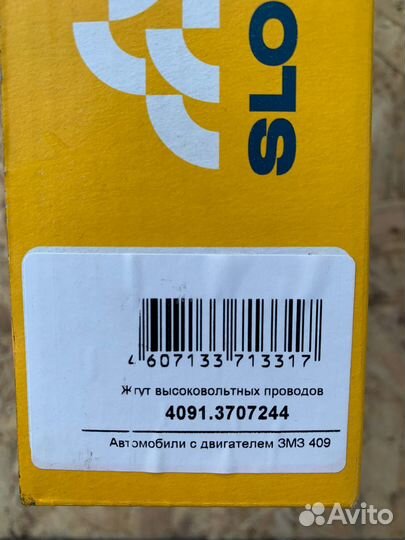 SLO
4 607133 713317
Жгут высоковольтных проводов
4091.3707244
Автомобили с двигателем ЗМЗ 409
Avito